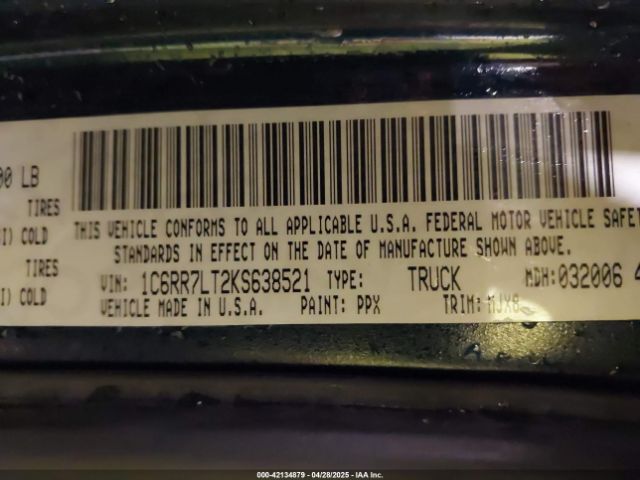 00 LB
TIRES
I) COLD
TIRES
I) COLD
THIS VEHICLE CONFORMS TO ALL APPLICABLE U.S.A. FEDERAL MOTOR VEHICLE SAFET
STANDARDS IN EFFECT ON THE DATE OF MANUFACTURE SHOWN ABOVE.
VIN: 1C6RR7LT2KS638521 TYPE: TRUCK MDH:032006 4
VEHICLE MADE IN U.S.A. PAINT: PPX TRIM:MJX8
000-42134879 | 04/28/2025 | IAA Inc.